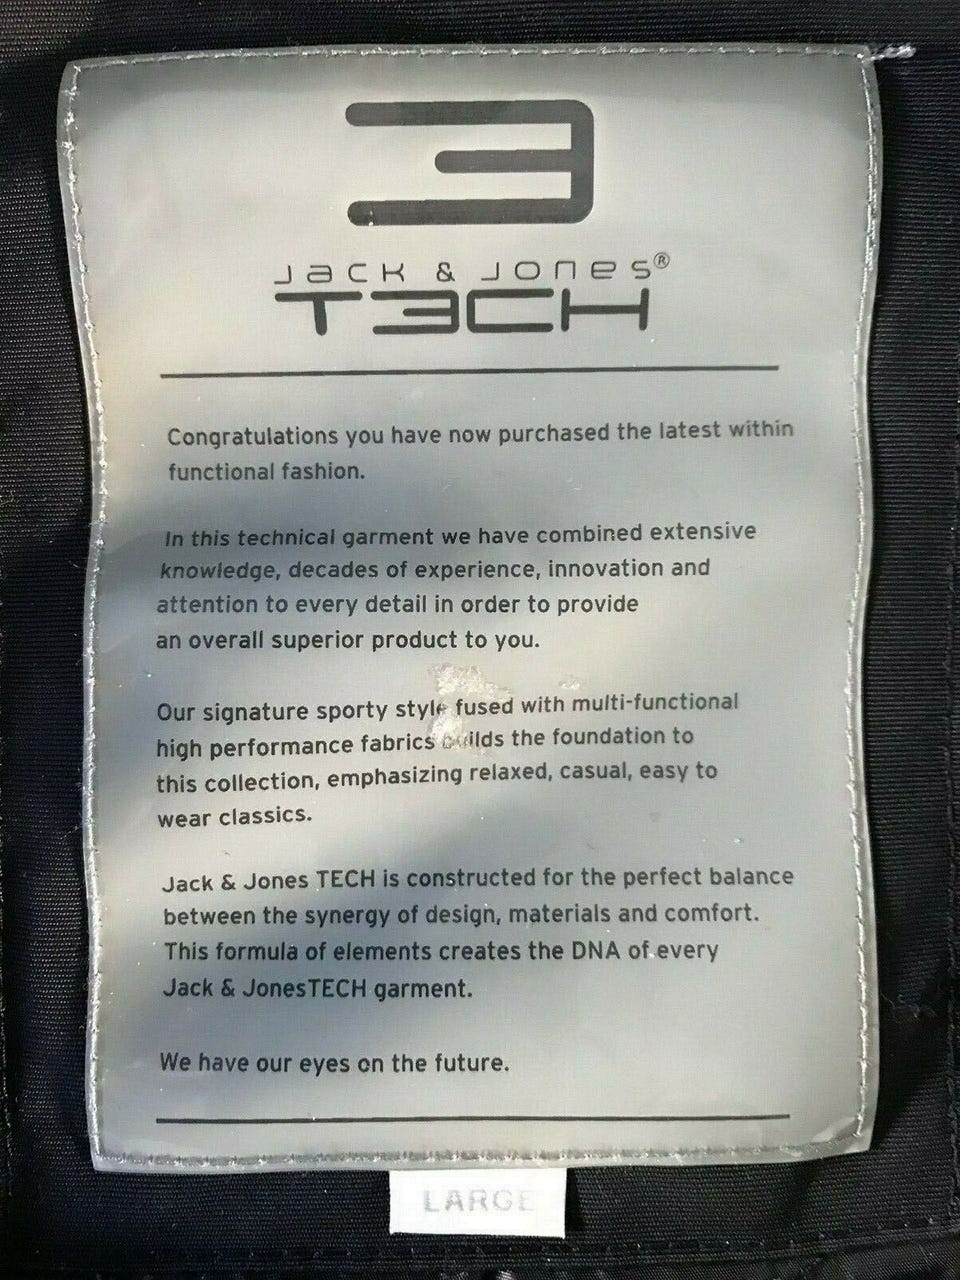 Jack & Jones®
TECH
Congratulations you have now purchased the latest within
functional fashion.
In this technical garment we have combined extensive
knowledge, decades of experience, innovation and
attention to every detail in order to provide
an overall superior product to you.
Our signature sporty style fused with multi-functional
high performance fabrics builds the foundation to
this collection, emphasizing relaxed, casual, easy to
wear classics.
Jack & Jones TECH is constructed for the perfect balance
between the synergy of design, materials and comfort.
This formula of elements creates the DNA of every
Jack & JonesTECH garment.
We have our eyes on the future.
LARGE